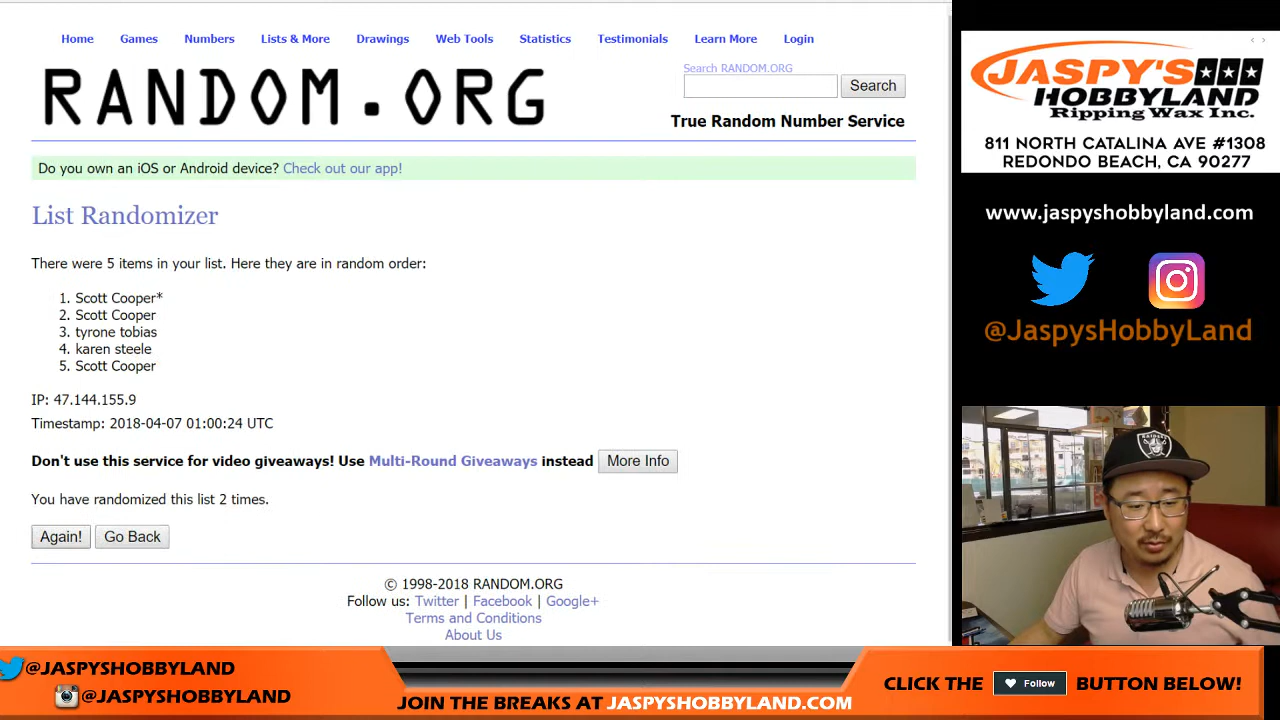 Home Games Numbers Lists & More Drawings Web Tools Statistics Testimonials Learn More Login
RANDOM.ORG
Search RANDOM.ORG
Search
True Random Number Service
Do you own an iOS or Android device? Check out our app!
List Randomizer
There were 5 items in your list. Here they are in random order:
1. Scott Cooper*
2. Scott Cooper
3. tyrone tobias
4. karen steele
5. Scott Cooper
IP: 47.144.155.9
Timestamp: 2018-04-07 01:00:24 UTC
Don't use this service for video giveaways! Use Multi-Round Giveaways instead More Info
You have randomized this list 2 times.
Again! Go Back
© 1998-2018 RANDOM.ORG
Follow us: Twitter | Facebook | Google+
Terms and Conditions
About Us
JASPY'S
HOBBYLAND
Ripping Wax Inc.
811 NORTH CATALINA AVE #1308
REDONDO BEACH, CA 90277
www.jaspyshobbyland.com
@JaspysHobbyLand
RAIDERS
@JASPYSHOBBYLAND
@JASPYSHOBBYLAND
JOIN THE BREAKS AT JASPYSHOBBYLAND.COM
CLICK THE Follow BUTTON BELOW!